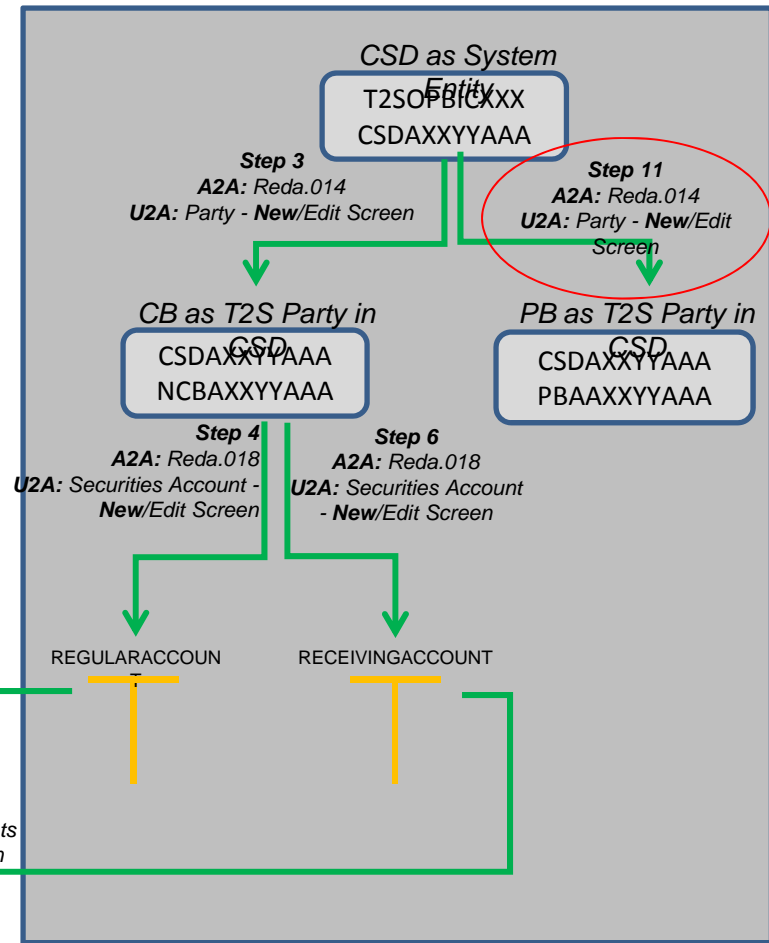 CSD as System
Entity
T2SOPBICXXX
CSDAXXYYAAA
Step 3
A2A: Reda.014
U2A: Party - New/Edit Screen
Step 11
A2A: Reda.014
U2A: Party - New/Edit
Screen
CB as T2S Party in
CSD
CSDAXXYYAAA
NCBAXXYYAAA
PB as T2S Party in
CSD
CSDAXXYYAAA
PBAAXXYYAAA
Step 4
A2A: Reda.018
U2A: Securities Account -
New/Edit Screen
Step 6
A2A: Reda.018
U2A: Securities Account
- New/Edit Screen
REGULARACCOUN
T
RECEIVINGACCOUNT